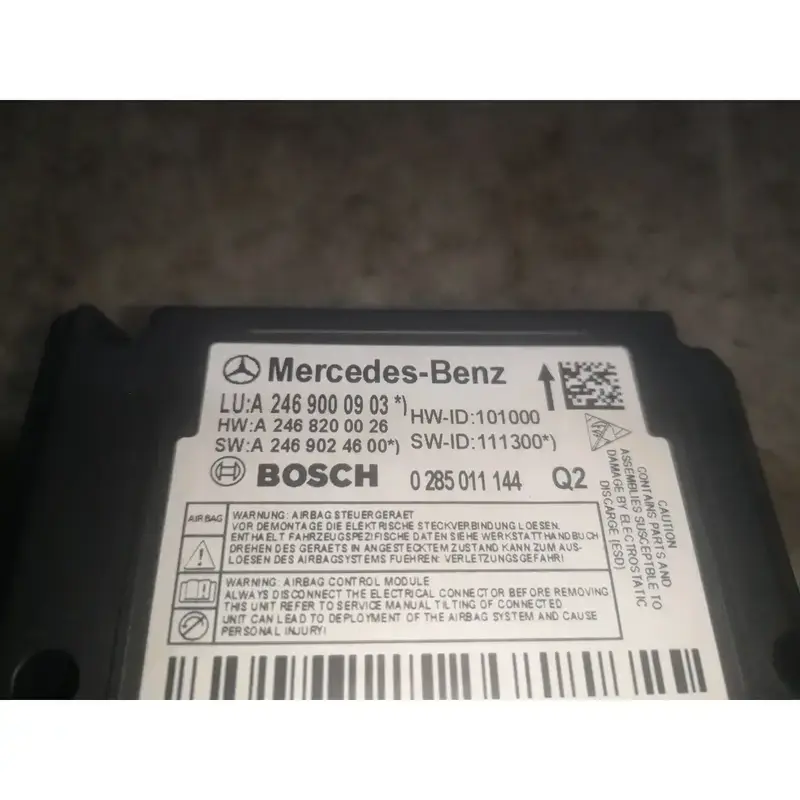 Mercedes-Benz
LU:A 246 900 09 03 *)
HW:A 246 820 00 26
HW-ID:101000
SW:A 246 902 46 00*)
SW-ID:111300*)
BOSCH 0 285 011 144 Q2
AIRBAG
WARNUNG: AIRBAG STEUERGERAET
VOR DEMONTAGE DIE ELEKTRISCHE STECKVERBINDUNG LOESEN.
ENTHAELT FAHRZEUGSPEZIFISCHE DATEN SIEHE WERKSTATTHANDBUCH
DREHEN DES GERAETS IN ANGESTECKTEM ZUSTAND KANN ZUM AUS-
LOESEN DES AIRBAGSYSTEMS FUEHREN: VERLETZUNGSGEFAHR!
WARNING: AIRBAG CONTROL MODULE
ALWAYS DISCONNECT THE ELECTRICAL CONNECTOR BEFORE REMOVING
THIS UNIT REFER TO SERVICE MANUAL TILTING OF CONNECTED
UNIT CAN LEAD TO DEPLOYMENT OF THE AIRBAG SYSTEM AND CAUSE
PERSONAL INJURY!
CAUTION
CONTAINS PARTS AND
ASSEMBLIES SUSCEPTIBLE TO
DAMAGE BY ELECTROSTATIC
DISCHARGE (ESD)